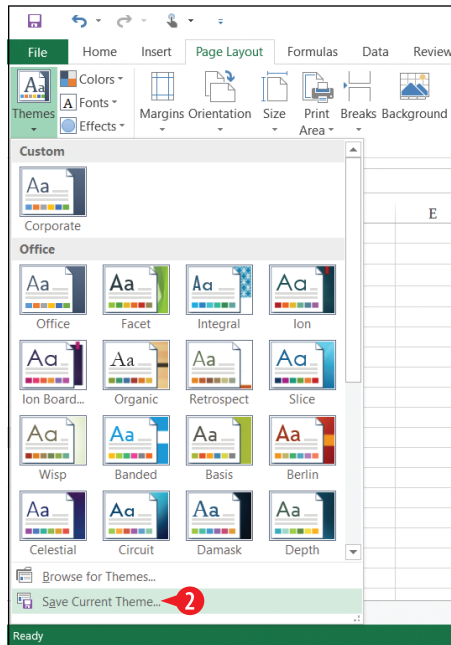 File Home Insert Page Layout Formulas Data Review
Aa Colors
A Fonts
Themes Effects Margins Orientation Size Print Area Breaks Background
Custom
Aa
Corporate
E
Office
Aa Aa Aa Aa
Office Facet Integral Ion
Aa Aa Aa Aa
Ion Board... Organic Retrospect Slice
Aa Aa Aa Aa
Wisp Banded Basis Berlin
Aa Aa Aa Aa
Celestial Circuit Damask Depth
Browse for Themes...
Save Current Theme... 2
Ready